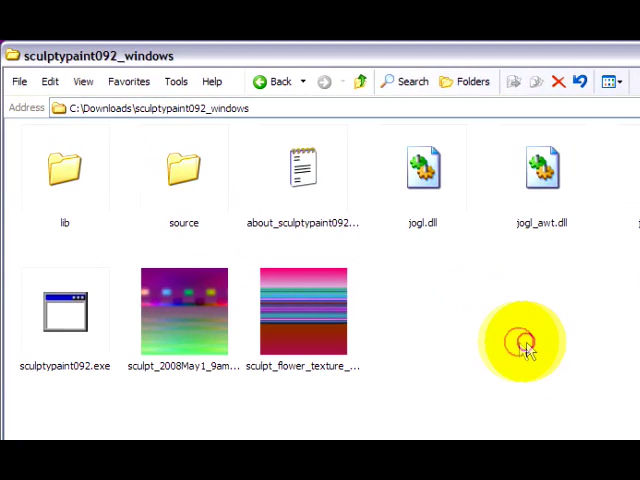 sculptypaint092_windows
File Edit View Favorites Tools Help Back Search Folders
Address C:\Downloads\sculptypaint092_windows
lib source about_sculptypaint092... jogl.dll jogl_awt.dll
sculptypaint092.exe sculpt_2008May1_9am... sculpt_flower_texture_...